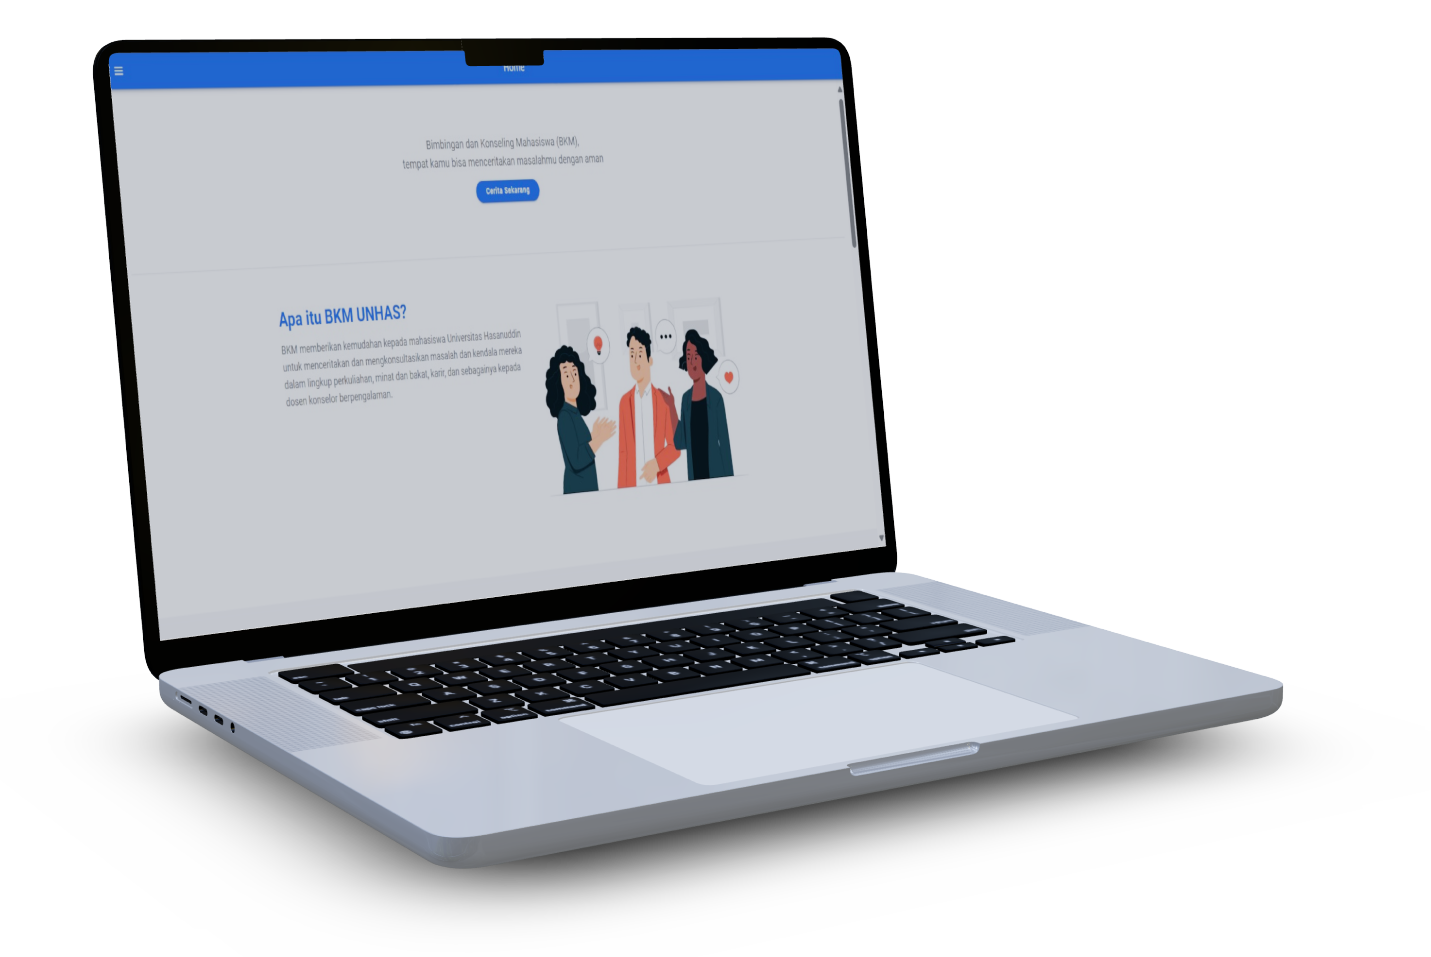 Home
Bimbingan dan Konseling Mahasiswa (BKM),
tempat kamu bisa menceritakan masalahmu dengan aman
Cerita Sekarang
Apa itu BKM UNHAS?
BKM memberikan kemudahan kepada mahasiswa Universitas Hasanuddin
untuk menceritakan dan mengkonsultasikan masalah dan kendala mereka
dalam lingkup perkuliahan, minat dan bakat, karir, dan sebagainya kepada
dosen konselor berpengalaman.